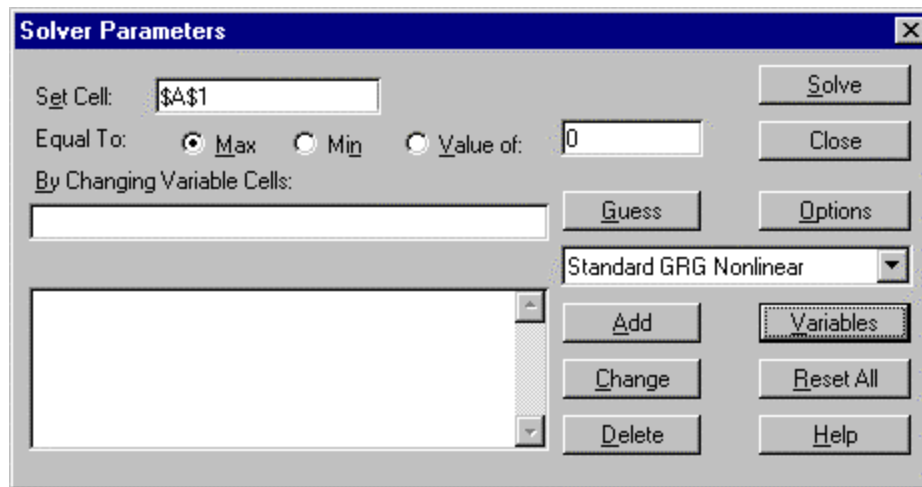 Solver Parameters
Set Cell: $A$1
Solve
Equal To: Max Min Value of: 0
Close
By Changing Variable Cells:
Guess
Options
Standard GRG Nonlinear
Add
Variables
Change
Reset All
Delete
Help